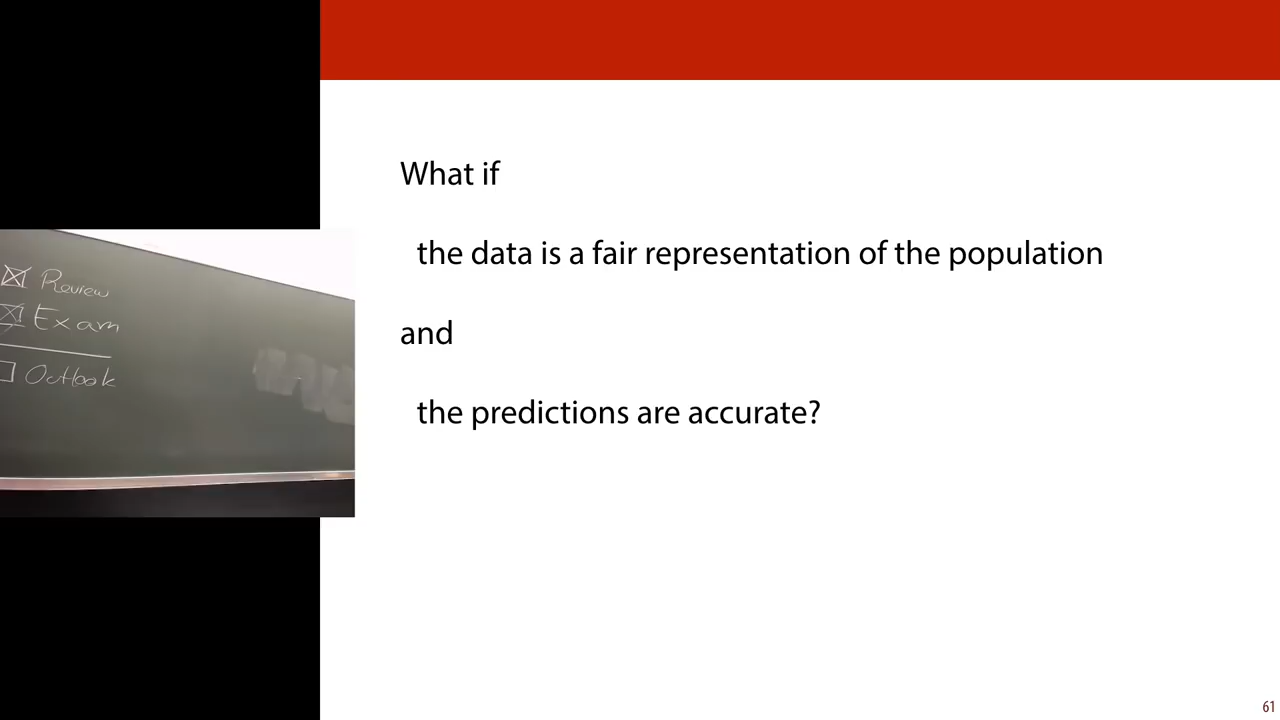 What if
the data is a fair representation of the population
and
the predictions are accurate?
Review
Exam
Outlook
61